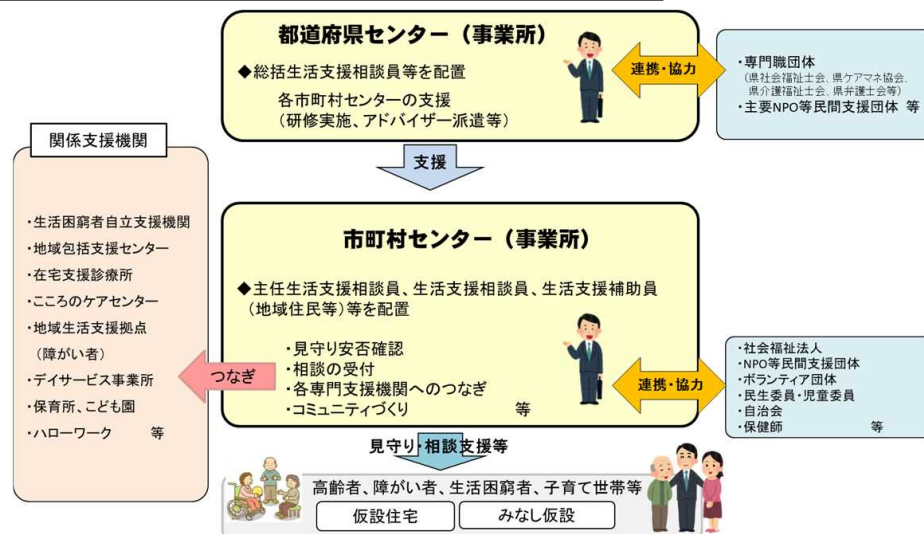 都道府県センター（事業所）
◆総括生活支援相談員等を配置
各市町村センターの支援
（研修実施、アドバイザー派遣等）
連携・協力
・専門職団体
（県社会福祉士会、県ケアマネ協会、
県介護福祉士会、県弁護士会等）
・主要NPO等民間支援団体 等
支援
関係支援機関
・生活困窮者自立支援機関
・地域包括支援センター
・在宅支援診療所
・こころのケアセンター
・地域生活支援拠点
（障がい者）
・デイサービス事業所
・保育所、こども園
・ハローワーク 等
市町村センター（事業所）
◆主任生活支援相談員、生活支援相談員、生活支援補助員
（地域住民等）等を配置
・見守り安否確認
・相談の受付
・各専門支援機関へのつなぎ
・コミュニティづくり 等
つなぎ
連携・協力
・社会福祉法人
・NPO等民間支援団体
・ボランティア団体
・民生委員・児童委員
・自治会
・保健師 等
見守り・相談支援等
高齢者、障がい者、生活困窮者、子育て世帯等
仮設住宅
みなし仮設